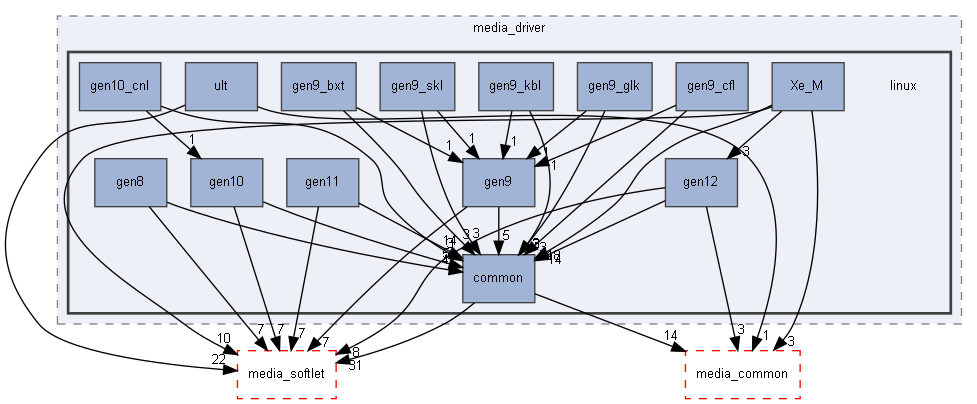 media_driver
linux
gen10_cnl
ult
gen9_bxt
gen9_skl
gen9_kbl
gen9_glk
gen9_cfl
Xe_M
1
1
1
1
1
3
gen8
gen10
gen11
gen9
gen12
5
3
3
14
14
common
10
22
7
7
7
7
8
31
14
3
1
3
media_softlet
media_common